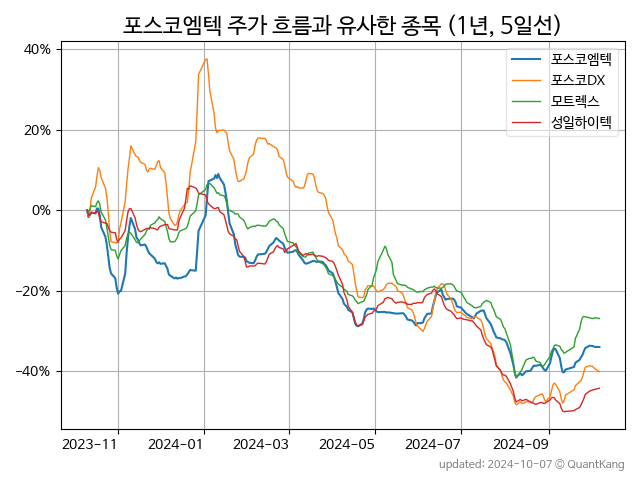 포스코엠텍 주가 흐름과 유사한 종목 (1년, 5일선)
포스코엠텍
포스코DX
모트렉스
성일하이텍
40%
20%
0%
−20%
−40%
2023-11 2024-01 2024-03 2024-05 2024-07 2024-09
updated: 2024-10-07 © QuantKang